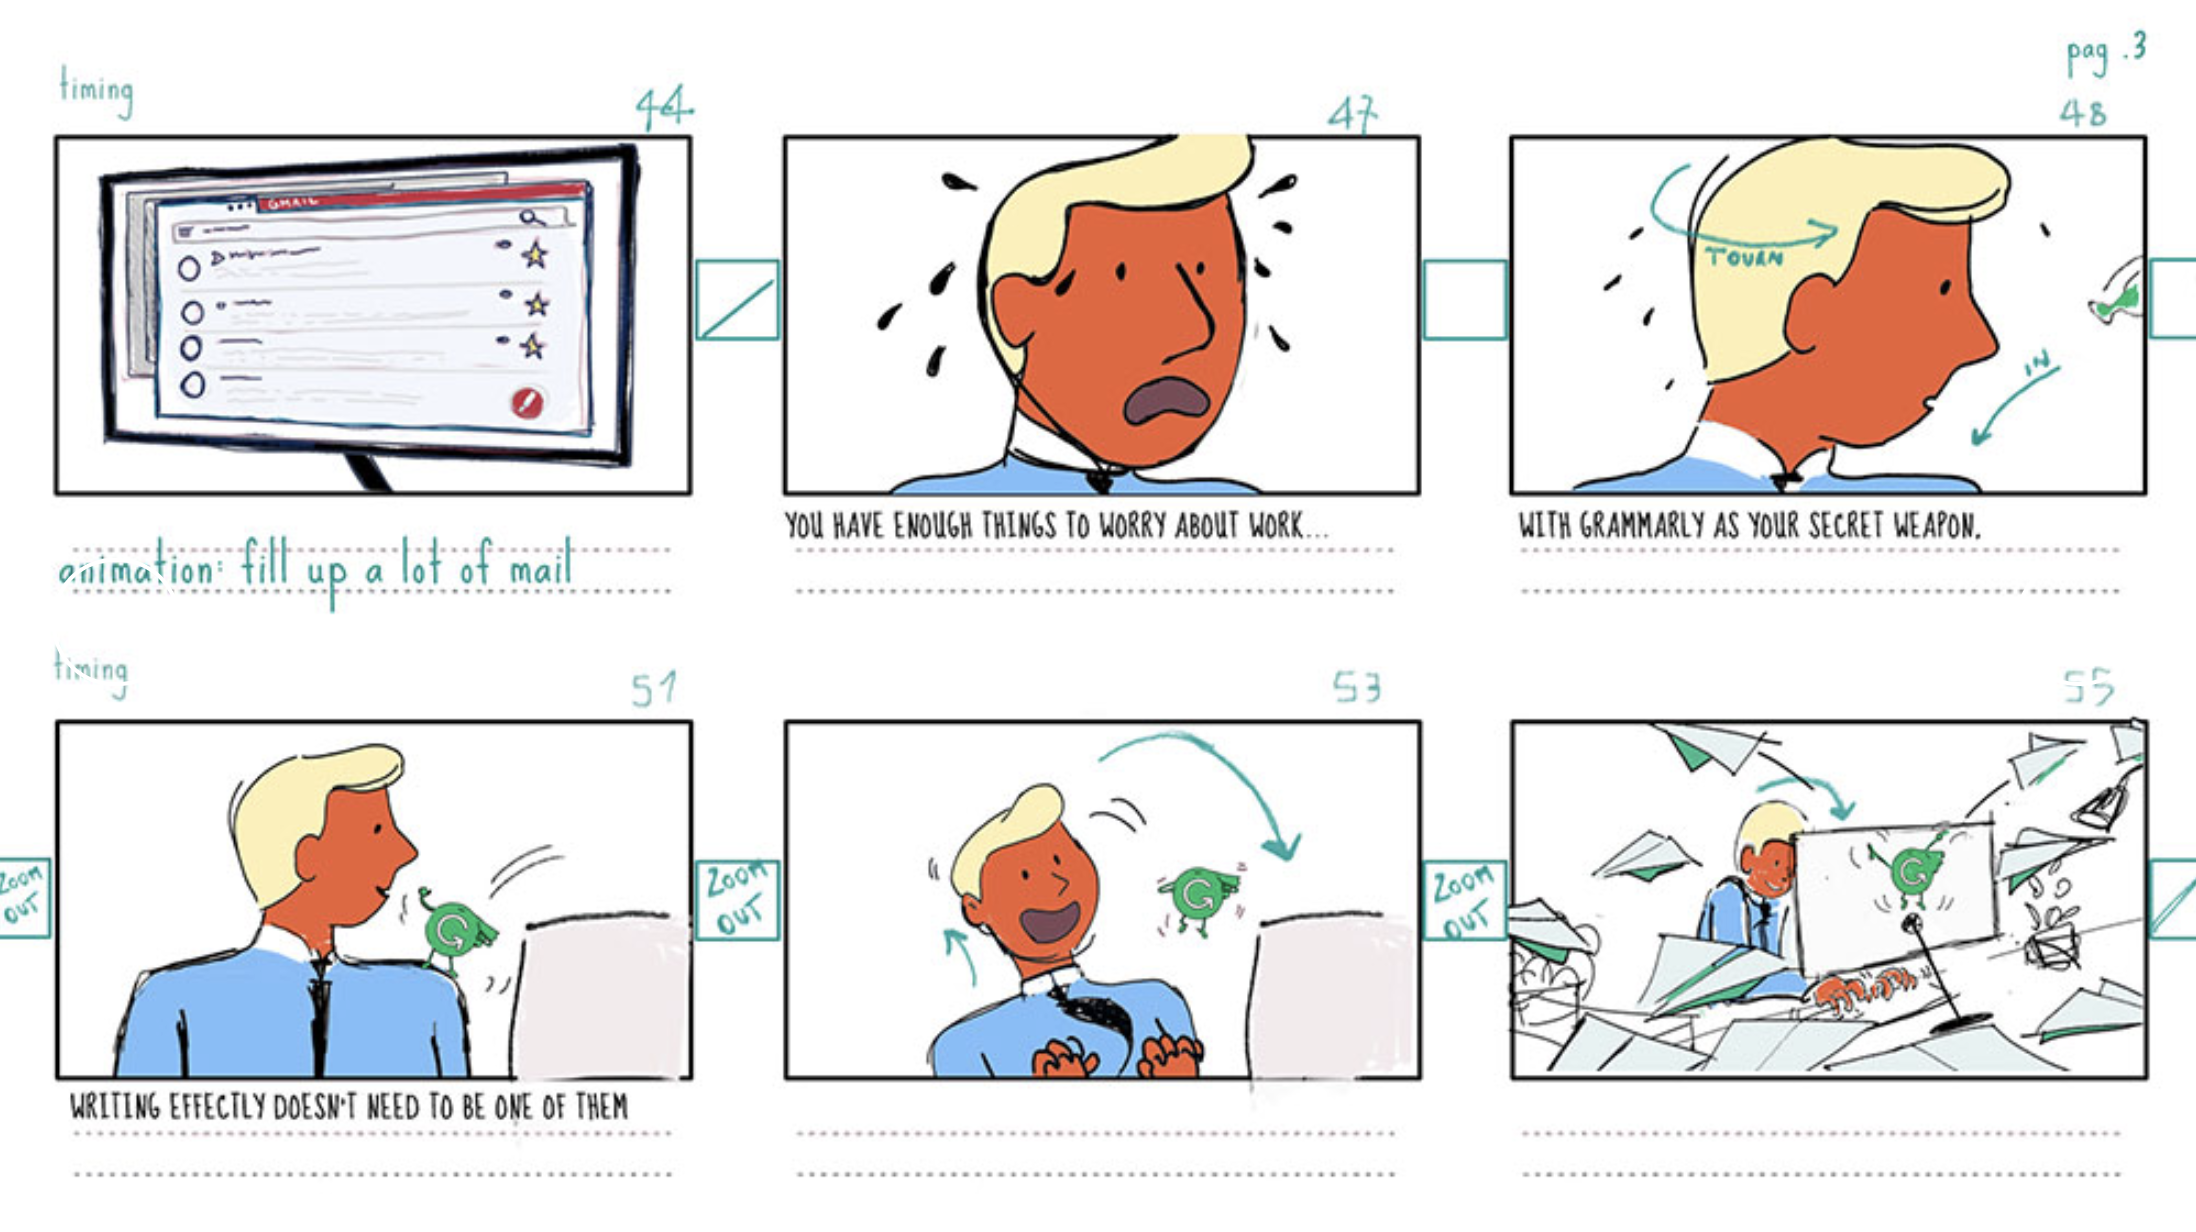 pag .3
timing
44
47
48
GMAIL
TOURN
IN
animation: fill up a lot of mail
YOU HAVE ENOUGH THINGS TO WORRY ABOUT WORK...
WITH GRAMMARLY AS YOUR SECRET WEAPON.
timing
51
53
55
ZOOM
OUT
G
ZOOM
OUT
G
ZOOM
OUT
G
WRITING EFFECTLY DOESN'T NEED TO BE ONE OF THEM